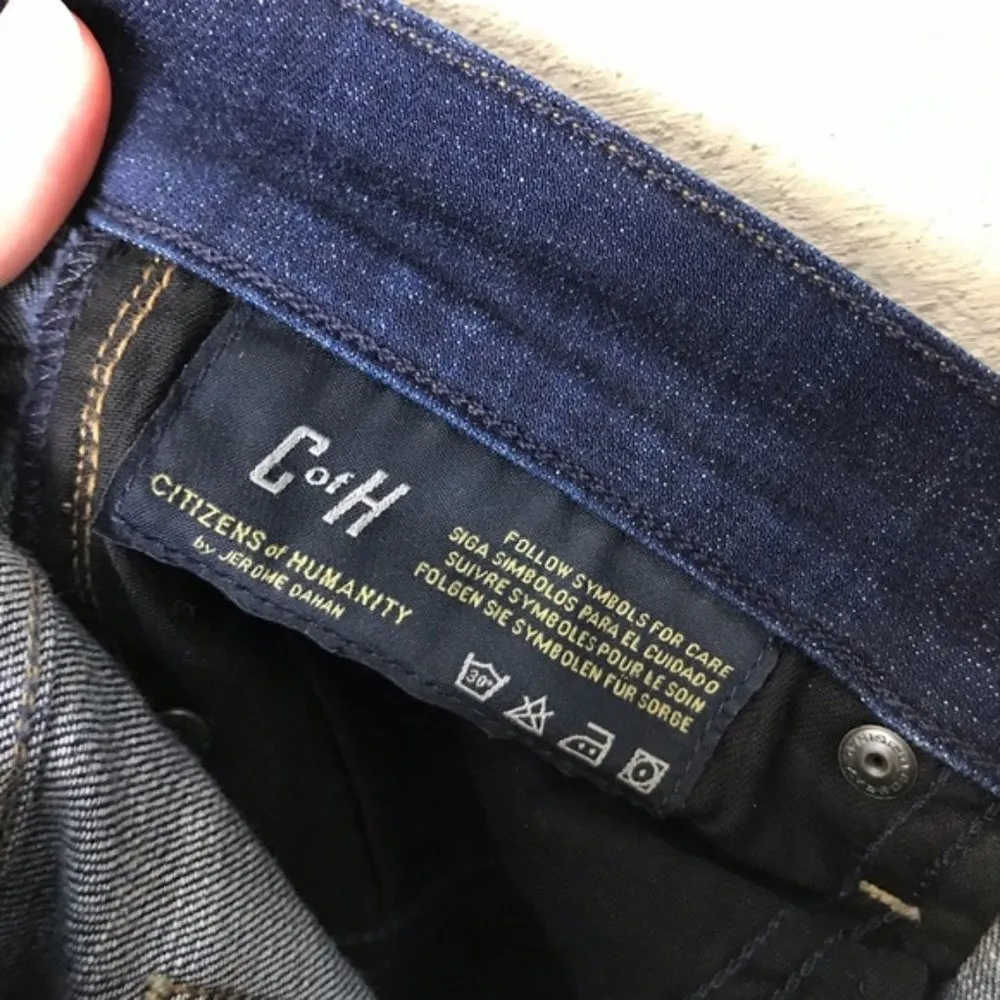 C of H
CITIZENS of HUMANITY
by JEROME DAHAN
FOLLOW SYMBOLS FOR CARE
SIGA SIMBOLOS PARA EL CUIDADO
SUIVRE SYMBOLES POUR LE SOIN
FOLGEN SIE SYMBOLEN FUR SORGE
30°